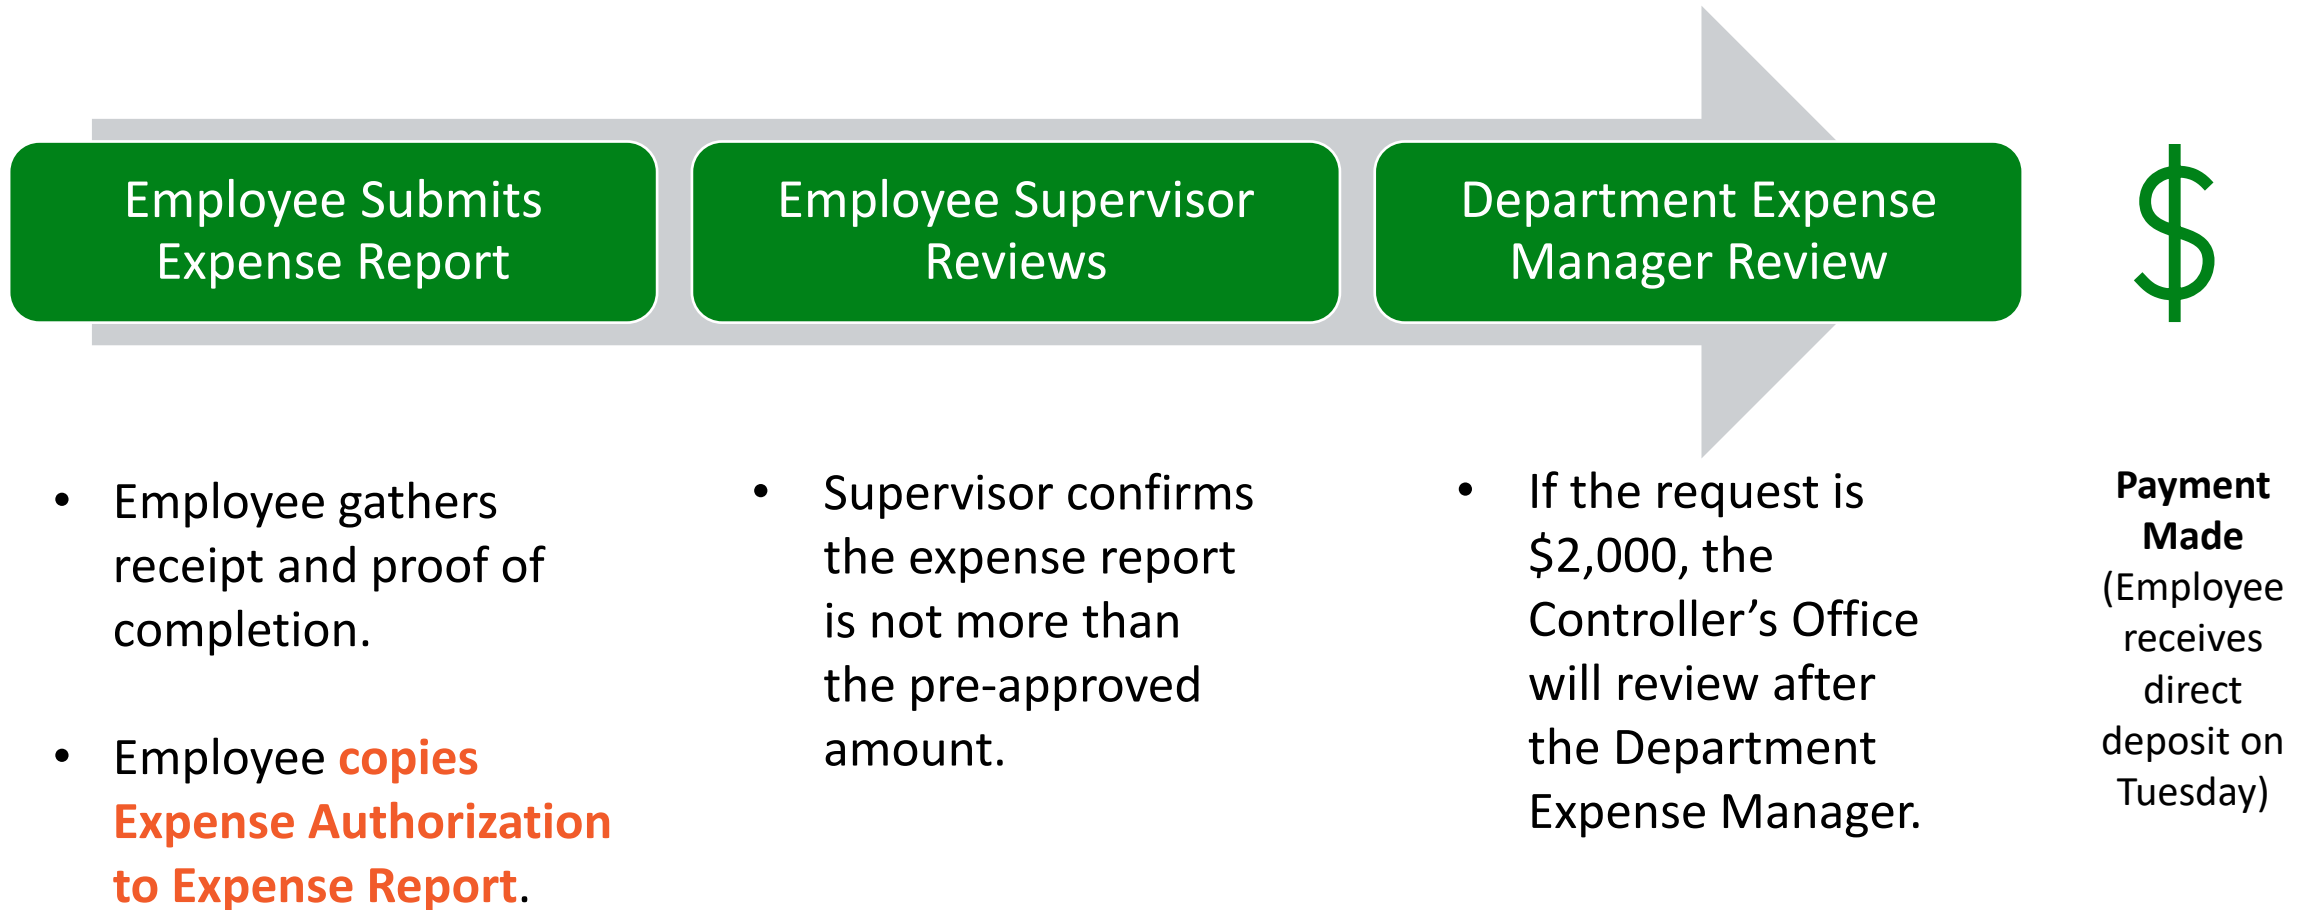 Employee Submits
Expense Report
Employee Supervisor
Reviews
Department Expense
Manager Review
$
• Employee gathers
receipt and proof of
completion.
• Employee copies
Expense Authorization
to Expense Report.
• Supervisor confirms
the expense report
is not more than
the pre-approved
amount.
• If the request is
$2,000, the
Controller’s Office
will review after
the Department
Expense Manager.
Payment
Made
(Employee
receives
direct
deposit on
Tuesday)